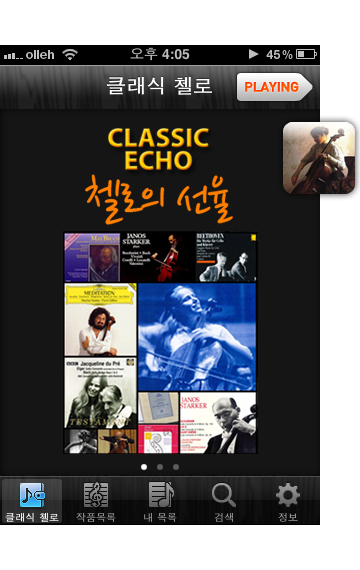 olleh 오후 4:05 45%
클래식 첼로
PLAYING
CLASSIC
ECHO
첼로의 선율
JANOS
STARKER
BEETHOVEN
MEDITATION
Jacqueline du Pré
TESTAMENT
JANOS
STARKER
클래식 첼로 작품목록 내 목록 검색 정보